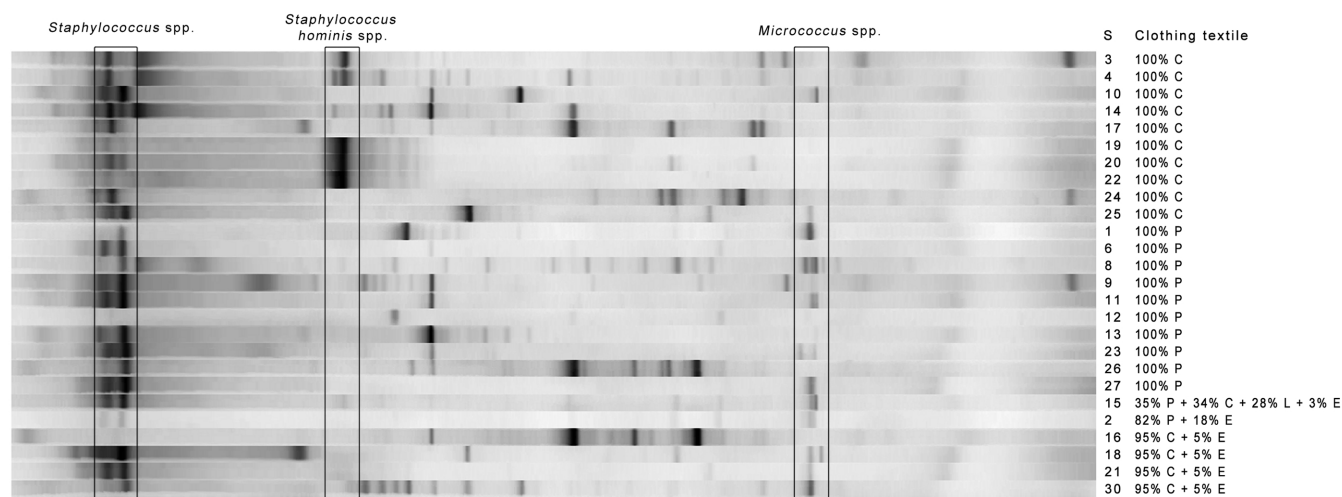 Staphylococcus spp.
Staphylococcus
hominis spp.
Micrococcus spp.
S Clothing textile
3 100% C
4 100% C
10 100% C
14 100% C
17 100% C
19 100% C
20 100% C
22 100% C
24 100% C
25 100% C
1 100% P
6 100% P
8 100% P
9 100% P
11 100% P
12 100% P
13 100% P
23 100% P
26 100% P
27 100% P
15 35% P + 34% C + 28% L + 3% E
2 82% P + 18% E
16 95% C + 5% E
18 95% C + 5% E
21 95% C + 5% E
30 95% C + 5% E